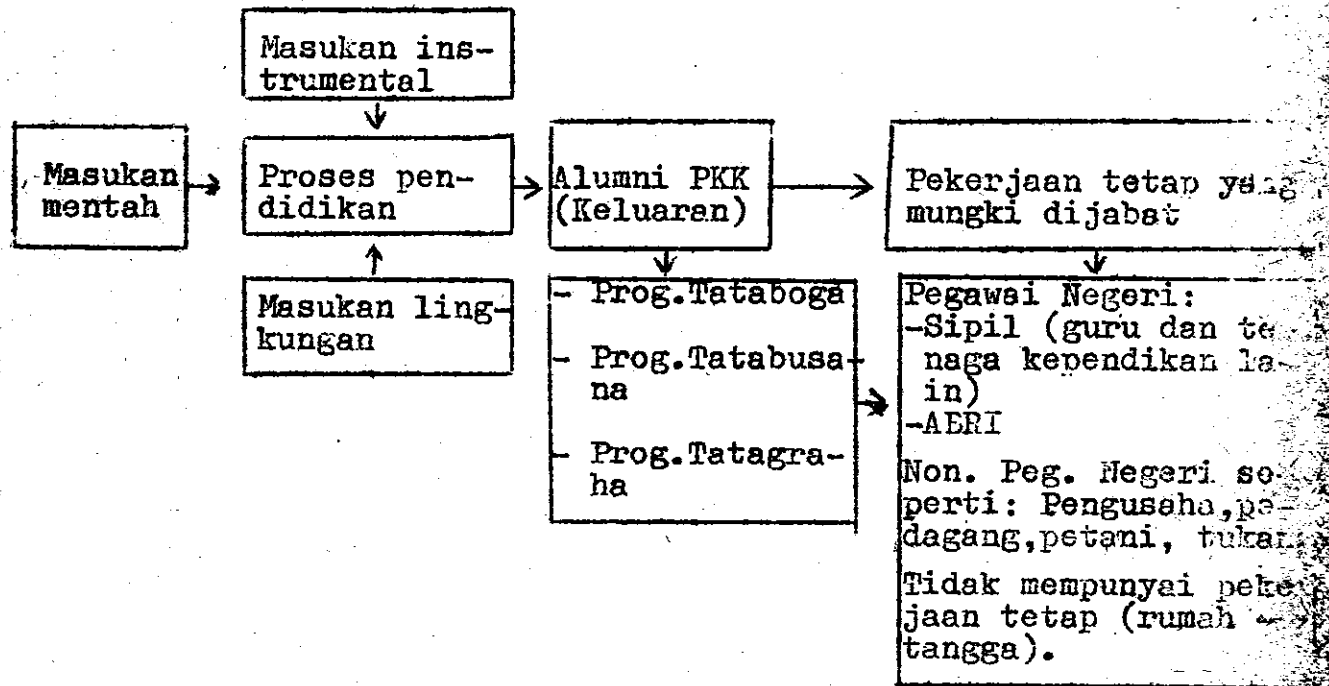 Masukan ins-
trumental
Masukan
mentah
Proses pen-
didikan
Alumni PKK
(Keluaran)
Pekerjaan tetap yang
mungki dijabat
Masukan ling-
kungan
- Prog.Tataboga
- Prog.Tatabusa-
na
- Prog.Tatagra-
ha
Pegawai Negeri:
-Sipil (guru dan te
naga kependikan la-
in)
-ABRI
Non. Peg. Negeri se-
perti: Pengusaha,pe-
dagang,petani, tukan
Tidak mempunyai peke
jaan tetap (rumah
tangga).